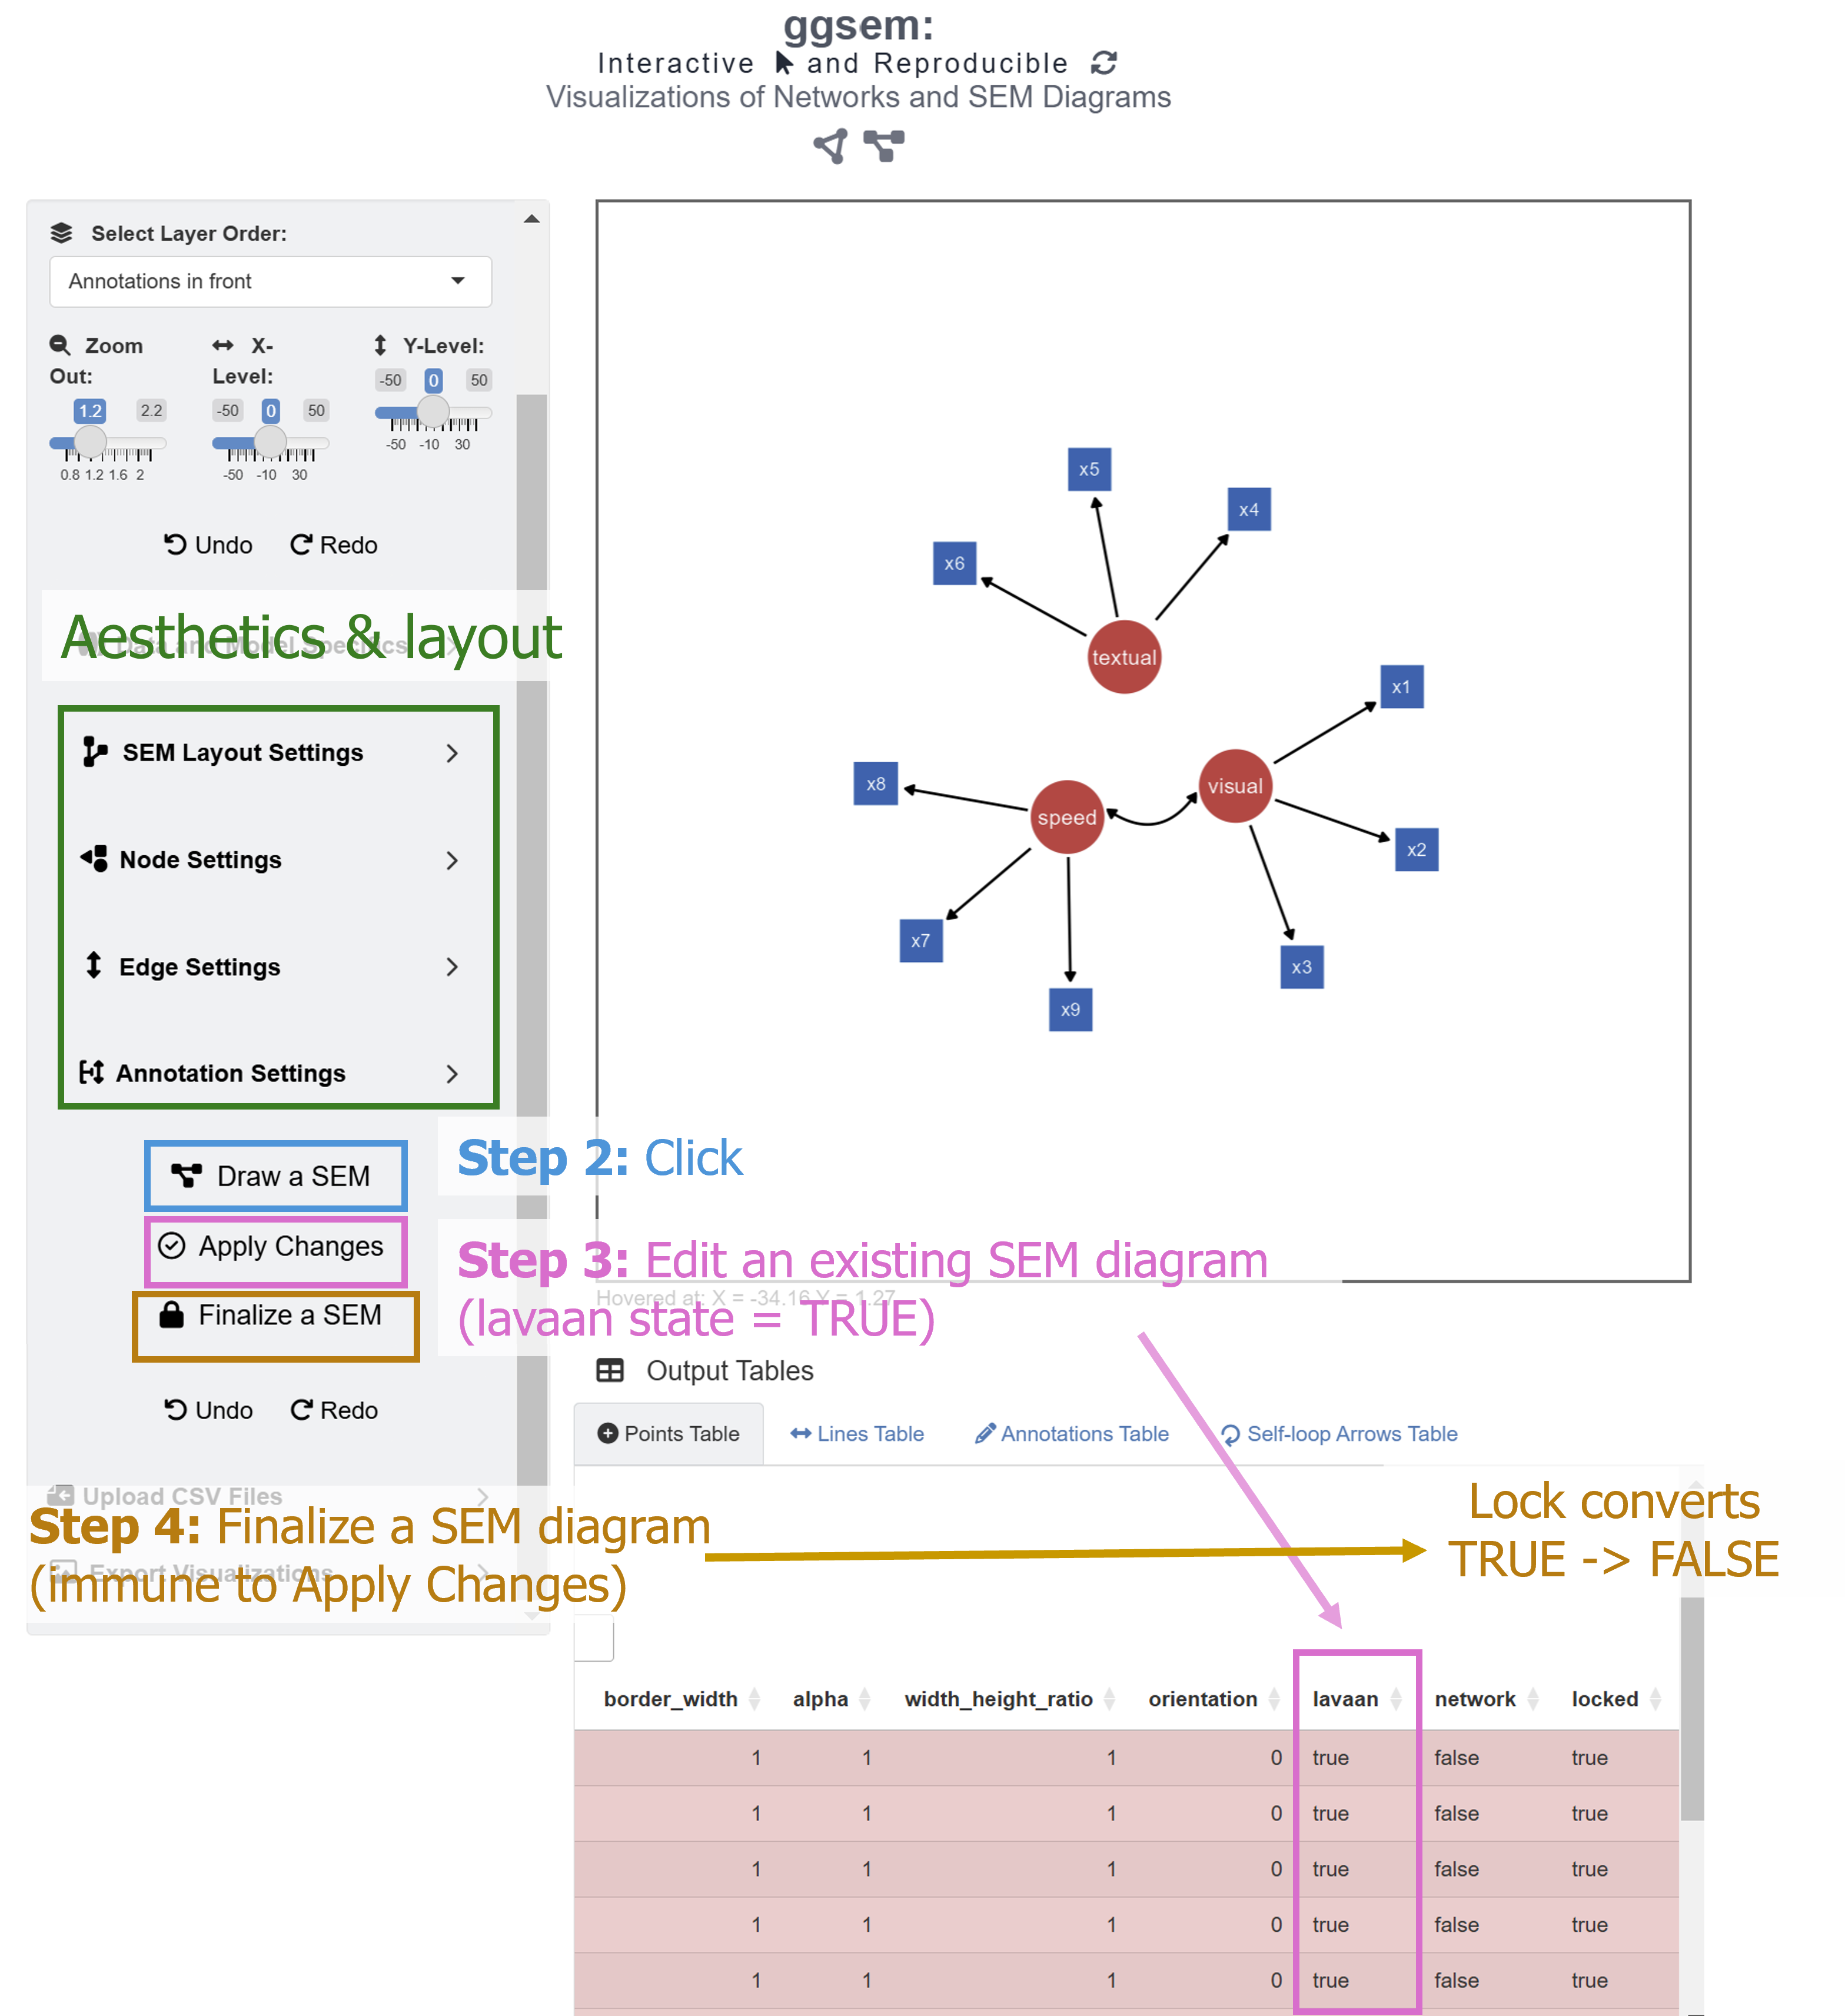 ggsem:
Interactive and Reproducible
Visualizations of Networks and SEM Diagrams
Select Layer Order:
Annotations in front
Zoom Out:
1.2 2.2
0.8 1.2 1.6 2
X-Level:
-50 0 50
-50 -10 30
Y-Level:
-50 0 50
-50 -10 30
Undo Redo
Data and Model Specifics
Aesthetics & layout
SEM Layout Settings
Node Settings
Edge Settings
Annotation Settings
Draw a SEM
Apply Changes
Finalize a SEM
Undo Redo
Upload CSV Files
Export Visualizations
Step 2: Click
Step 3: Edit an existing SEM diagram
(lavaan state = TRUE)
Step 4: Finalize a SEM diagram
(immune to Apply Changes)
x5
x4
x6
textual
x1
x8
visual
speed
x2
x7
x3
x9
Hovered at: X = -34.16 Y = 1.27
Output Tables
Points Table Lines Table Annotations Table Self-loop Arrows Table
Lock converts
TRUE -> FALSE
border_width alpha width_height_ratio orientation lavaan network locked
1 1 1 0 true false true
1 1 1 0 true false true
1 1 1 0 true false true
1 1 1 0 true false true
1 1 1 0 true false true